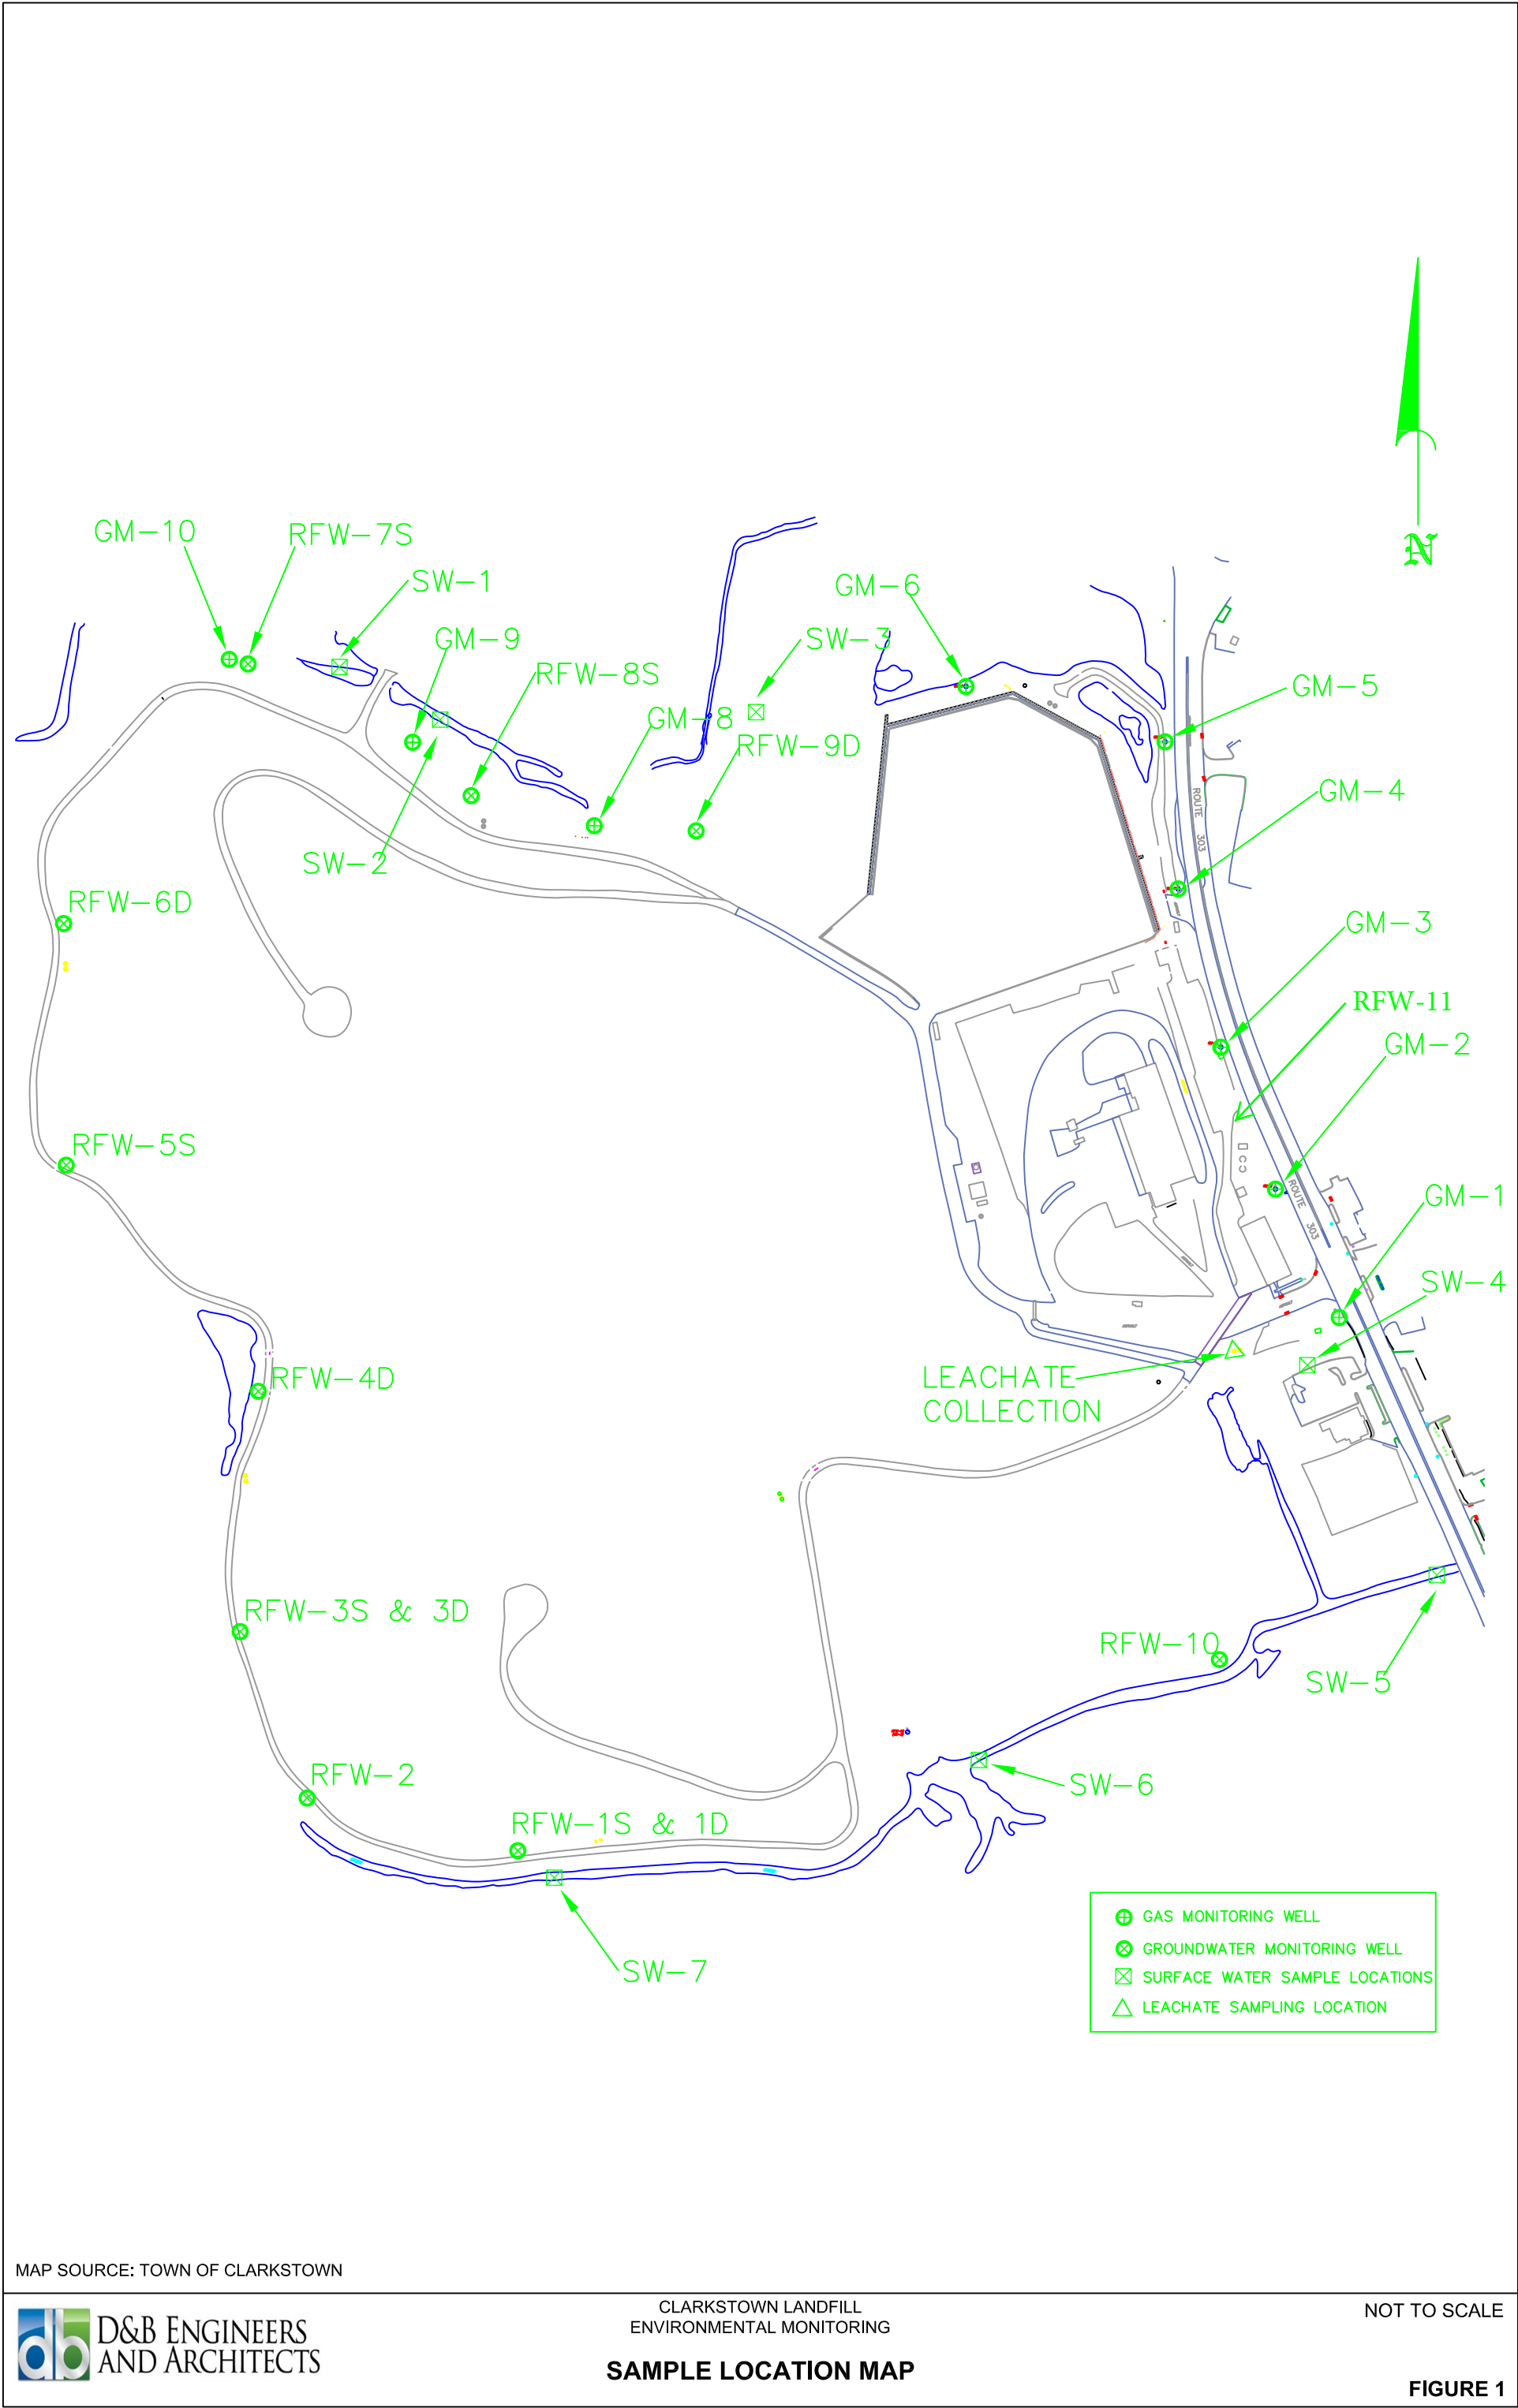 N
GM-10
RFW-7S
SW-1
GM-9
RFW-8S
GM-8
SW-3
RFW-9D
GM-6
GM-5
GM-4
ROUTE 303
SW-2
RFW-6D
GM-3
RFW-11
GM-2
RFW-5S
ROUTE 303
GM-1
SW-4
LEACHATE
COLLECTION
RFW-4D
RFW-3S & 3D
RFW-10
SW-5
RFW-2
SW-6
RFW-1S & 1D
SW-7
GAS MONITORING WELL
GROUNDWATER MONITORING WELL
SURFACE WATER SAMPLE LOCATIONS
LEACHATE SAMPLING LOCATION
MAP SOURCE: TOWN OF CLARKSTOWN
db
D&B ENGINEERS
AND ARCHITECTS
CLARKSTOWN LANDFILL
ENVIRONMENTAL MONITORING
SAMPLE LOCATION MAP
NOT TO SCALE
FIGURE 1